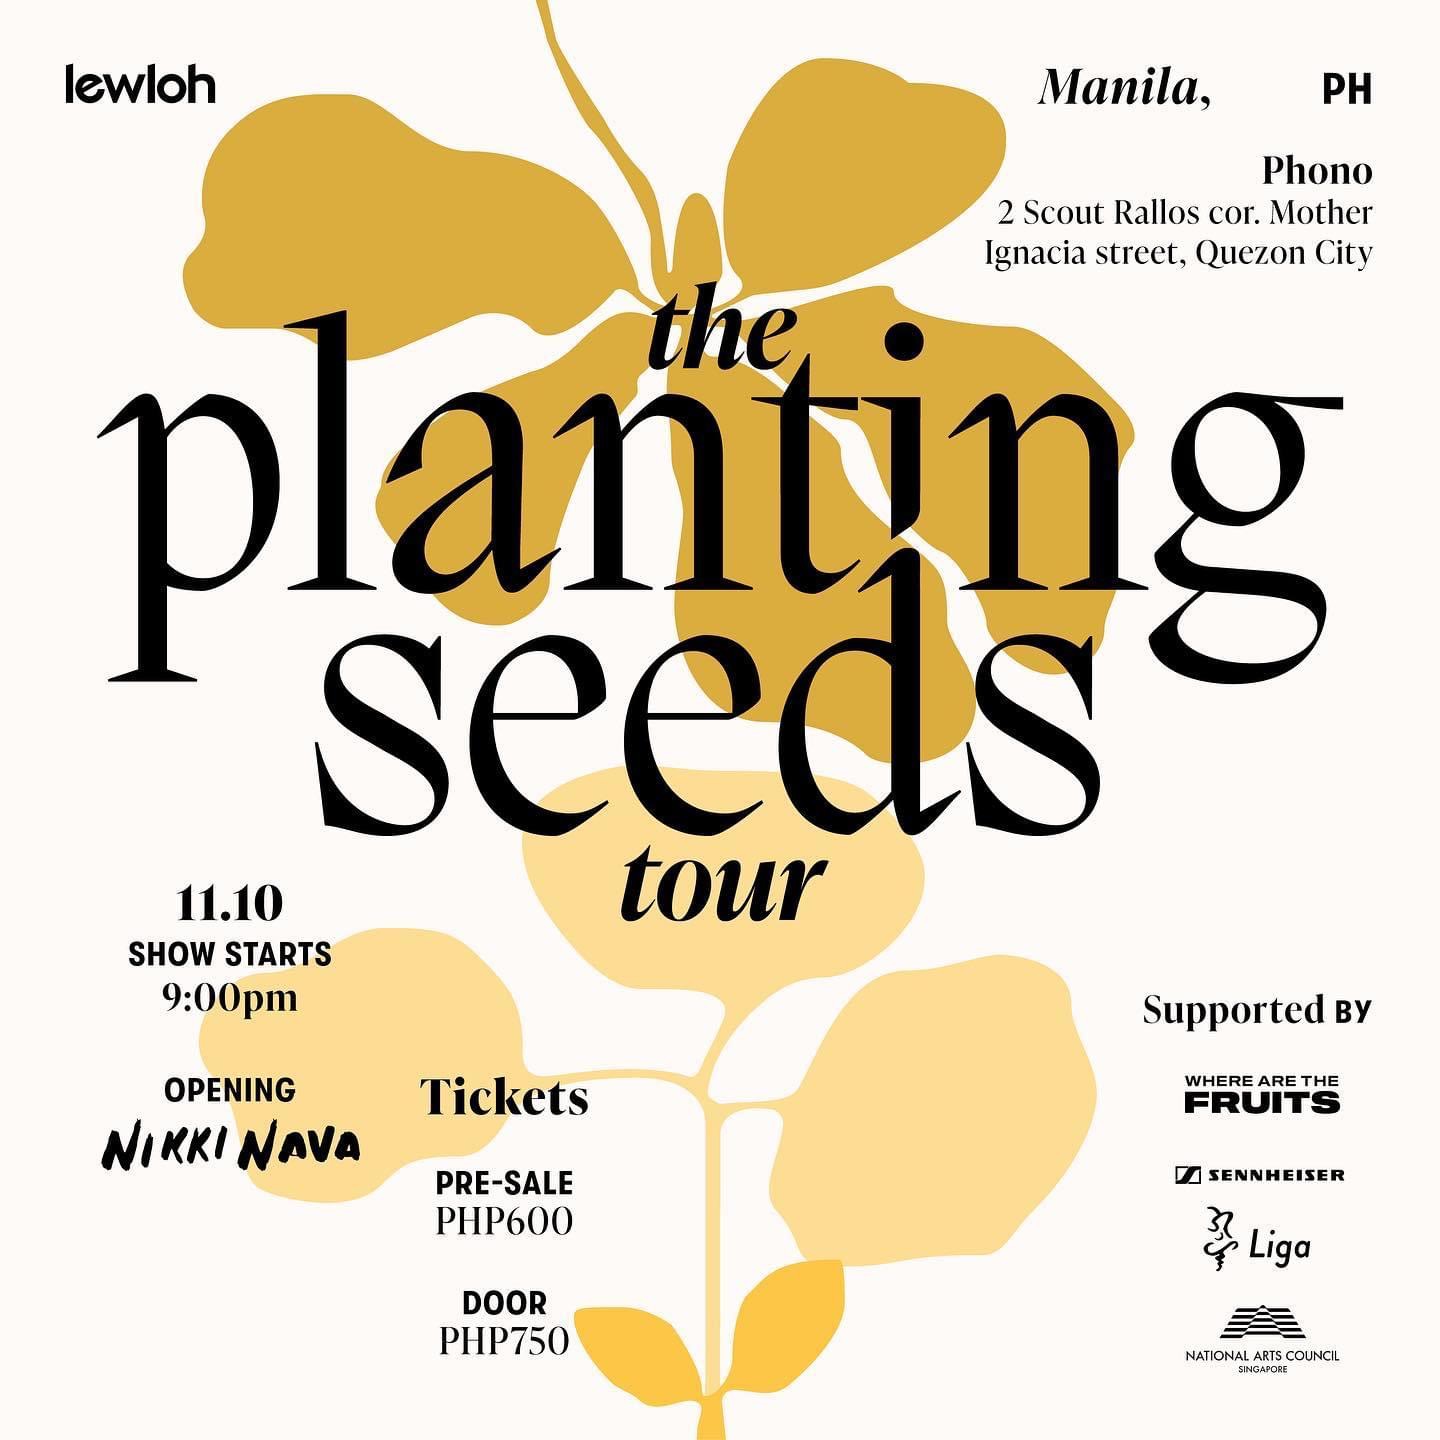 lewloh
Manila, PH
Phono
2 Scout Rallos cor. Mother
Ignacia street, Quezon City
the
planting
seeds
tour
11.10
SHOW STARTS
9:00pm
OPENING
NIKKI NAVA
Tickets
PRE-SALE
PHP600
DOOR
PHP750
Supported BY
WHERE ARE THE
FRUITS
SENNHEISER
Liga
NATIONAL ARTS COUNCIL
SINGAPORE